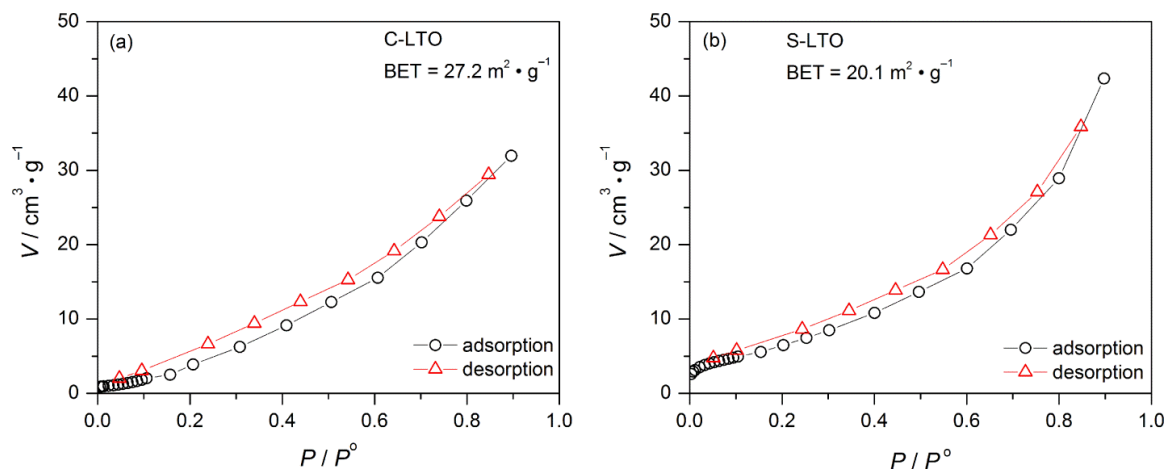 (a)
C-LTO
BET = 27.2 m² • g⁻¹
V / cm³ • g⁻¹
50
40
30
20
10
0
0.0 0.2 0.4 0.6 0.8 1.0
P / P°
adsorption
desorption
(b)
S-LTO
BET = 20.1 m² • g⁻¹
V / cm³ • g⁻¹
50
40
30
20
10
0
0.0 0.2 0.4 0.6 0.8 1.0
P / P°
adsorption
desorption